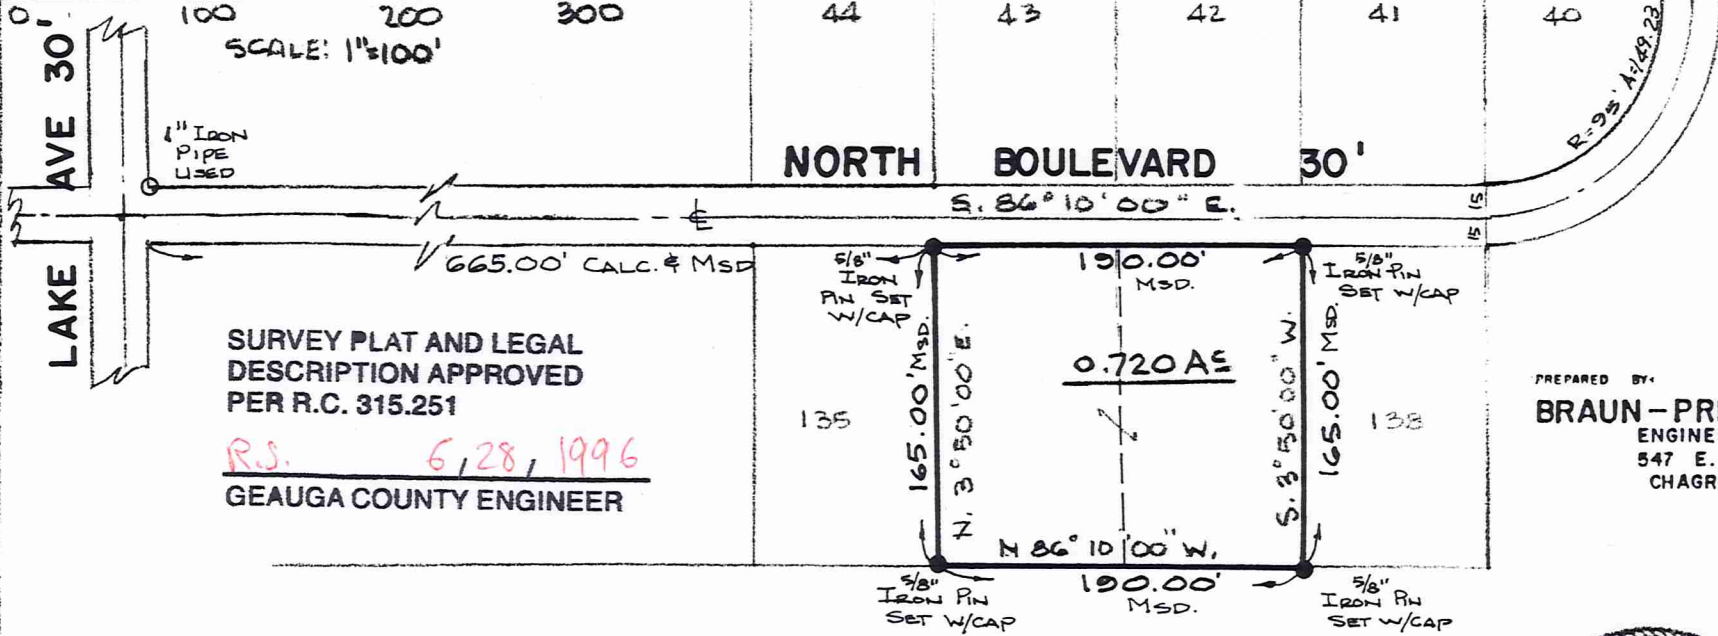 0 100 200 300 44 43 42 41 40
SCALE: 1"=100'
LAKE AVE 30'
1" IRON
PIPE
USED
NORTH BOULEVARD 30'
R=95' A=149.23
S. 86° 10' 00" E.
15
15
665.00' CALC. & MSD
5/8"
IRON
PIN SET
W/CAP
190.00'
MSD.
5/8"
IRON PIN
SET W/CAP
SURVEY PLAT AND LEGAL
DESCRIPTION APPROVED
PER R.C. 315.251
R.S. 6, 28, 1996
GEAUGA COUNTY ENGINEER
135
165.00' MSD.
N. 3° 50' 00" E.
0.720 Ac
S. 3° 50' 00" W.
165.00' MSD.
138
PREPARED BY:
BRAUN-PR
ENGINE
547 E.
CHAGR
N 86° 10' 00" W.
190.00'
MSD.
5/8"
IRON PIN
SET W/CAP
5/8"
IRON PIN
SET W/CAP